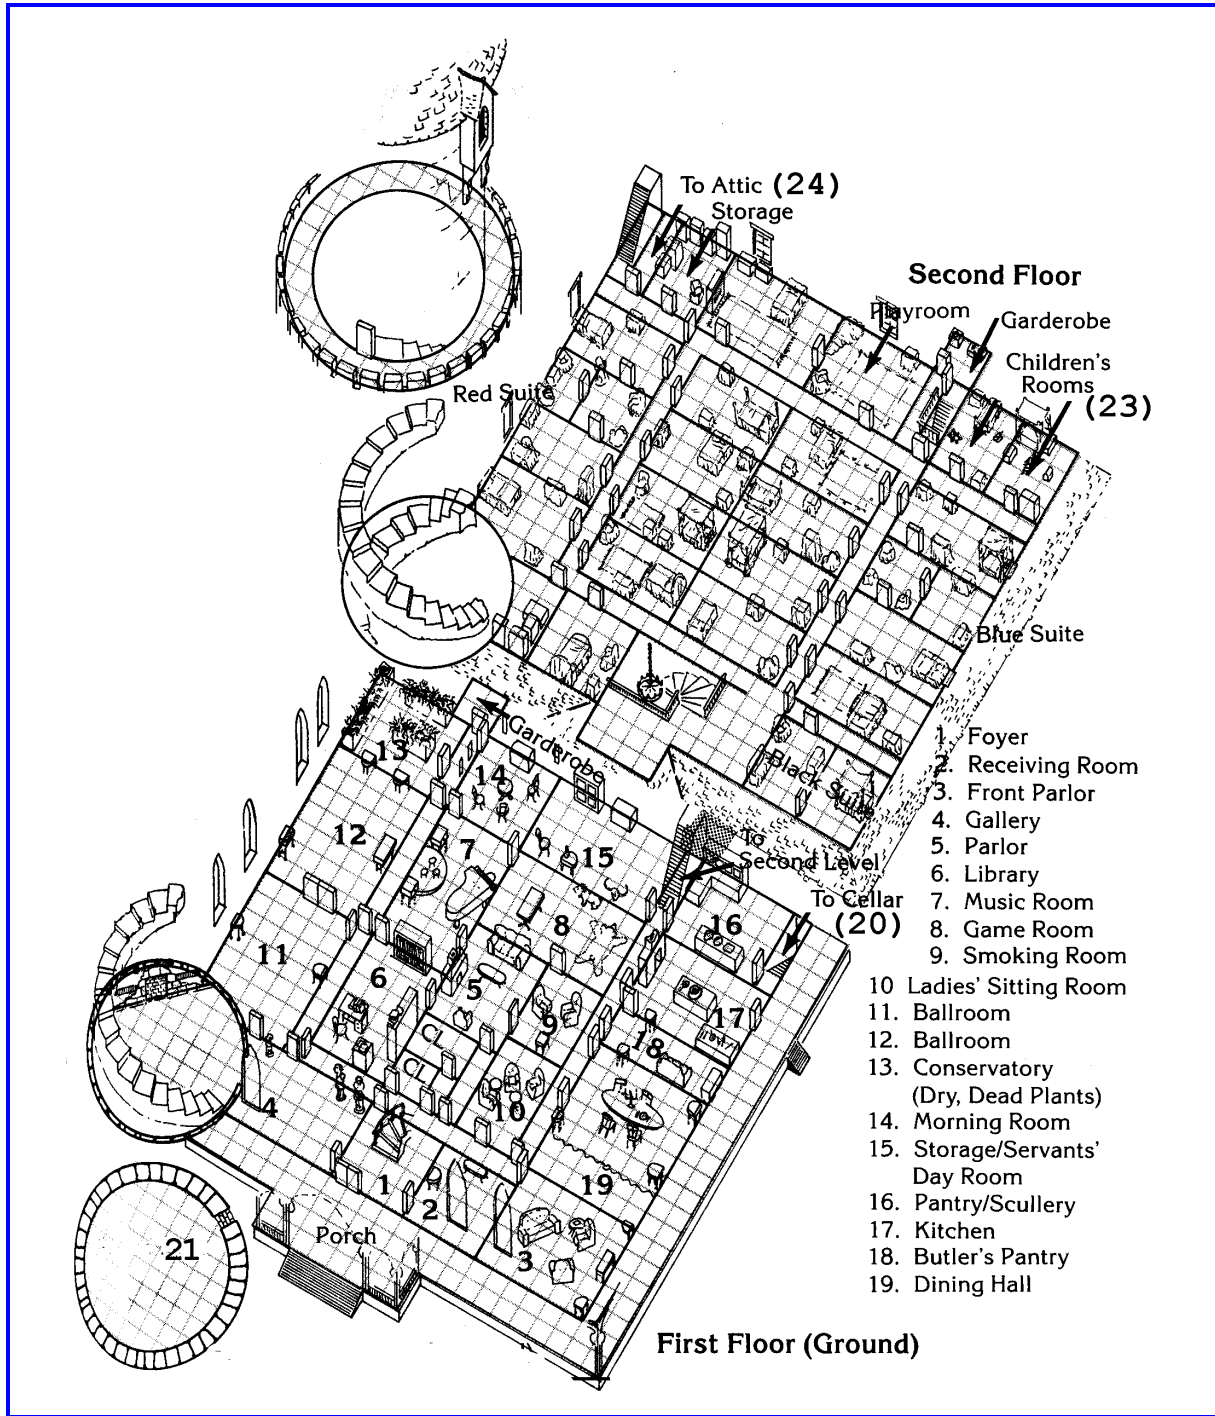 To Attic (24)
Storage
Second Floor
Playroom
Garderobe
Children's
Rooms
(23)
Red Suite
Blue Suite
Garderobe
Black Suite
To
Second Level
To Cellar
(20)
13
14
12
7
15
16
11
8
6
5
17
9
18
CL
CL
10
4
19
1
2
3
Porch
21
1. Foyer
2. Receiving Room
3. Front Parlor
4. Gallery
5. Parlor
6. Library
7. Music Room
8. Game Room
9. Smoking Room
10 Ladies' Sitting Room
11. Ballroom
12. Ballroom
13. Conservatory
(Dry, Dead Plants)
14. Morning Room
15. Storage/Servants'
Day Room
16. Pantry/Scullery
17. Kitchen
18. Butler's Pantry
19. Dining Hall
First Floor (Ground)